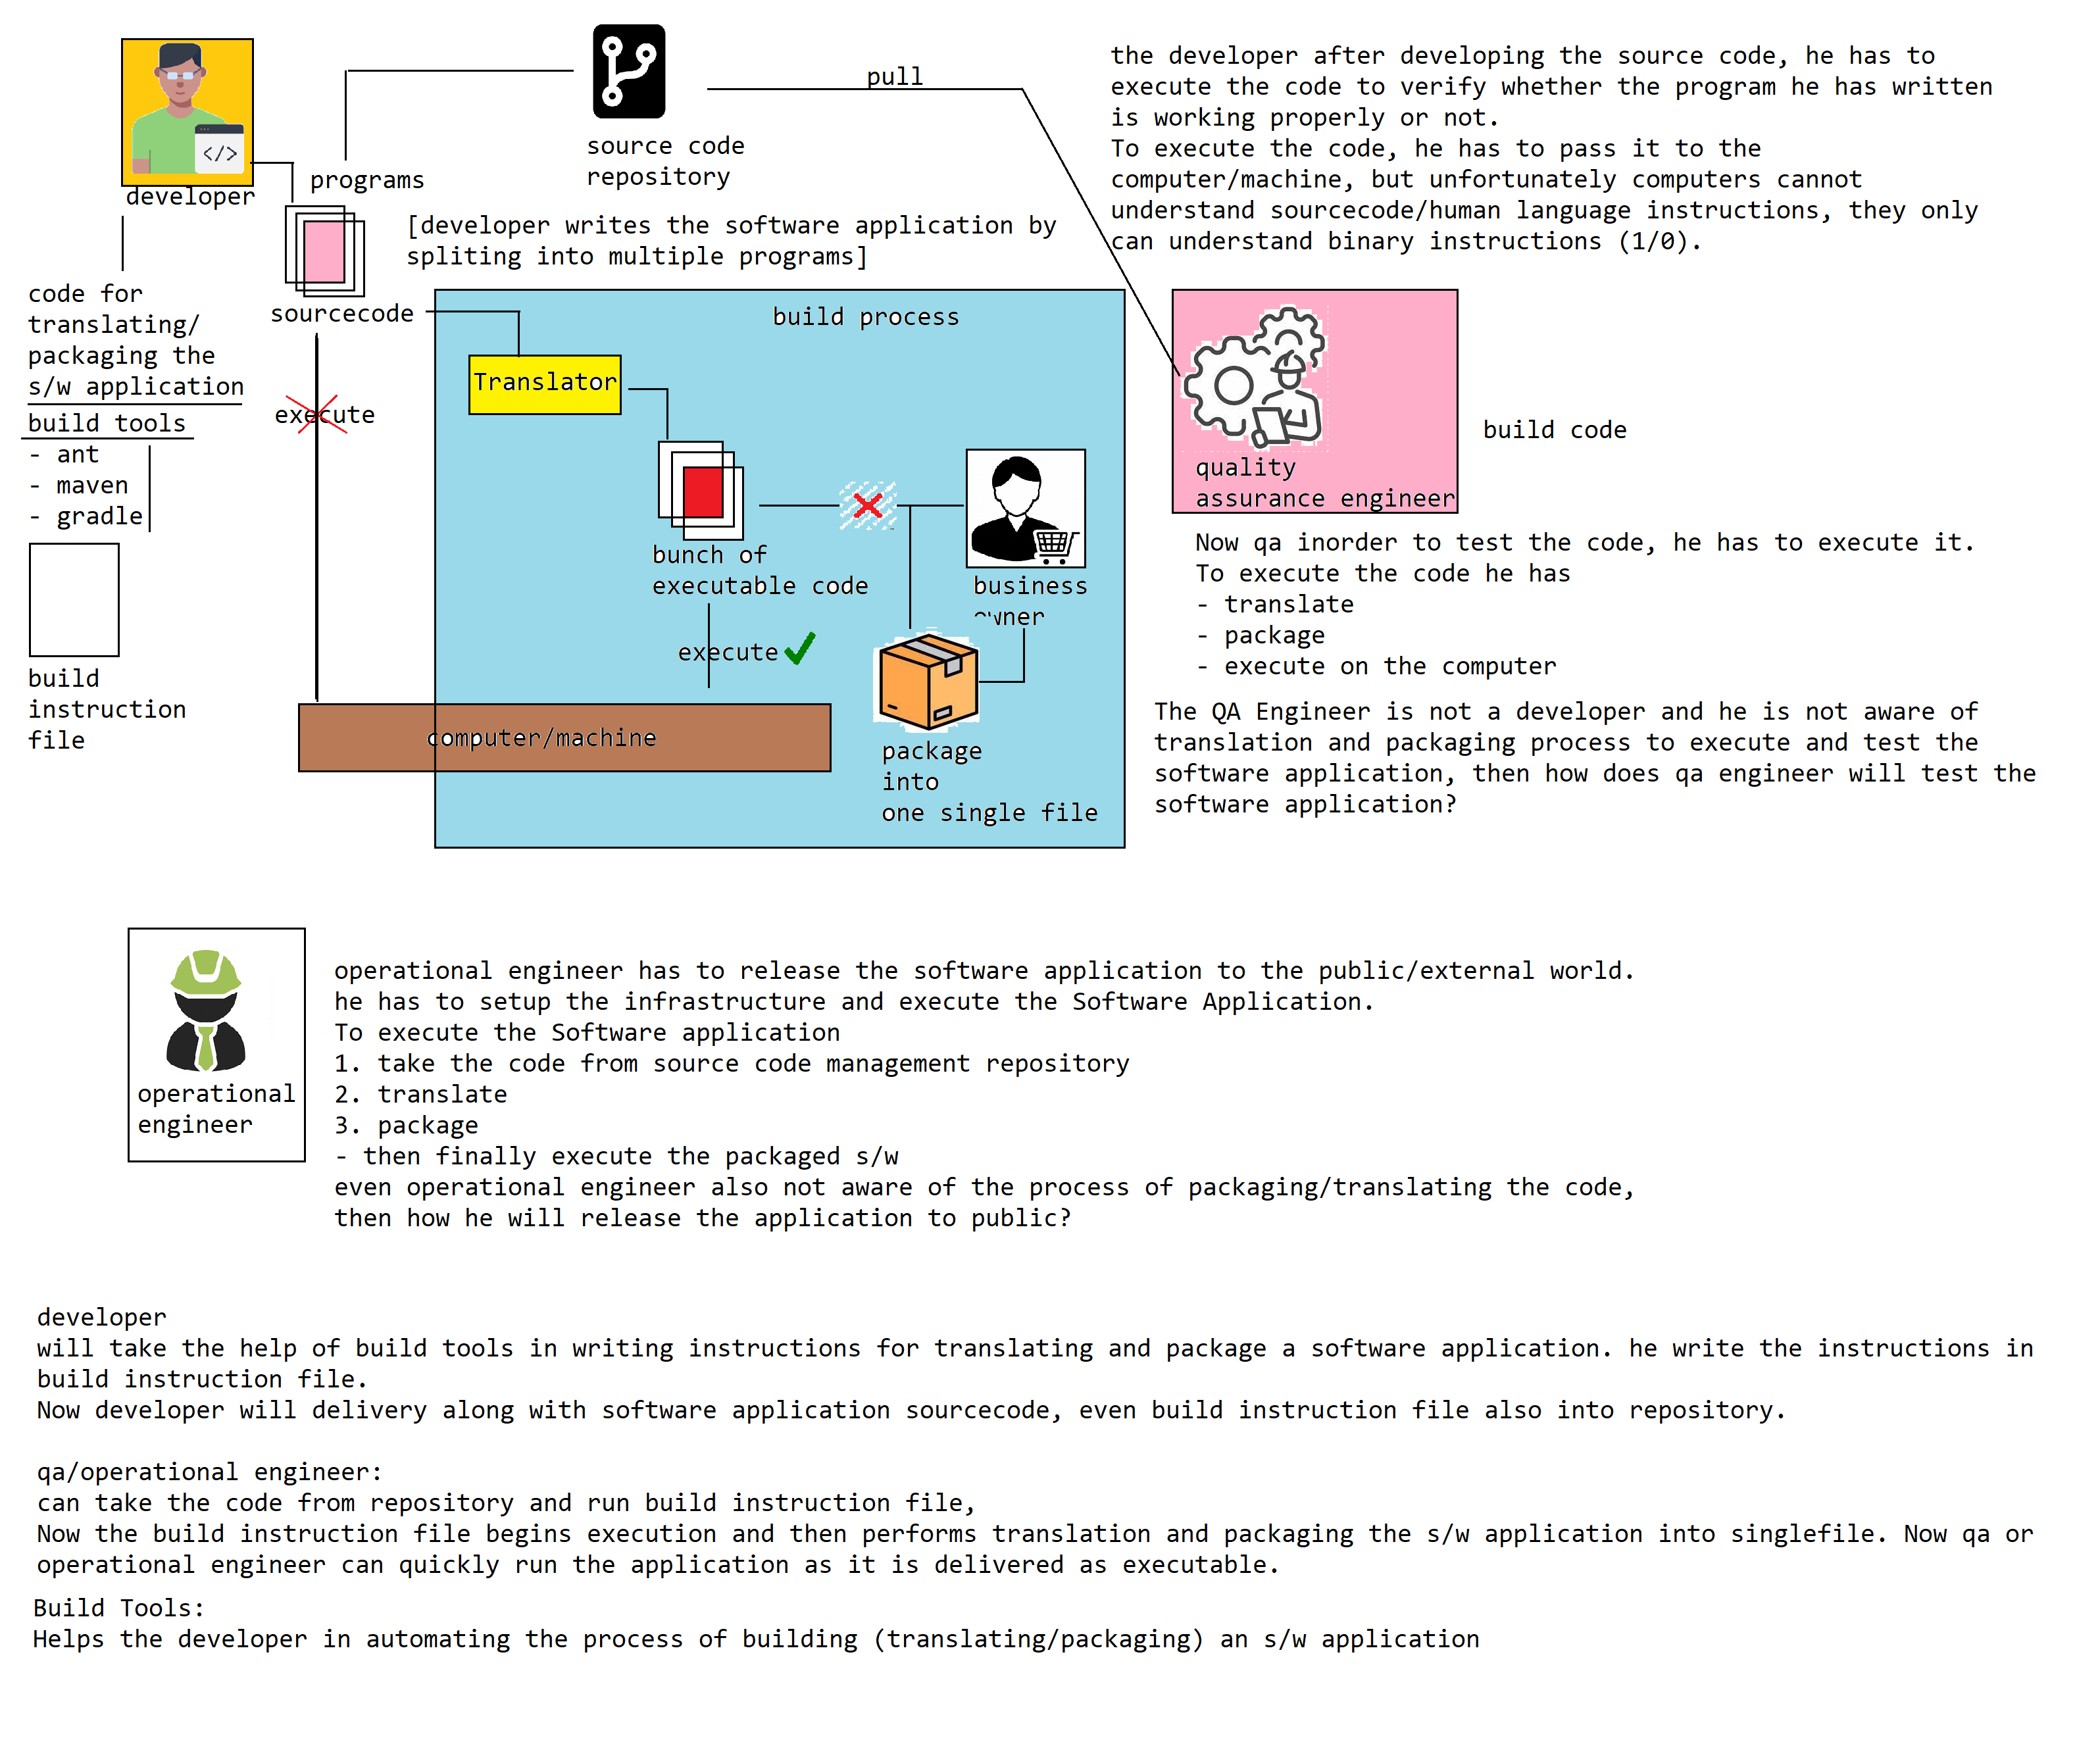 developer
programs
source code
repository
pull
the developer after developing the source code, he has to
execute the code to verify whether the program he has written
is working properly or not.
To execute the code, he has to pass it to the
computer/machine, but unfortunately computers cannot
understand sourcecode/human language instructions, they only
can understand binary instructions (1/0).
[developer writes the software application by
spliting into multiple programs]
code for
translating/
packaging the
s/w application
build tools
- ant
- maven
- gradle
build
instruction
file
sourcecode
execute
build process
Translator
bunch of
executable code
execute
computer/machine
business
owner
package
into
one single file
</>
quality
assurance engineer
build code
Now qa inorder to test the code, he has to execute it.
To execute the code he has
- translate
- package
- execute on the computer
The QA Engineer is not a developer and he is not aware of
translation and packaging process to execute and test the
software application, then how does qa engineer will test the
software application?
operational
engineer
operational engineer has to release the software application to the public/external world.
he has to setup the infrastructure and execute the Software Application.
To execute the Software application
1. take the code from source code management repository
2. translate
3. package
- then finally execute the packaged s/w
even operational engineer also not aware of the process of packaging/translating the code,
then how he will release the application to public?
developer
will take the help of build tools in writing instructions for translating and package a software application. he write the instructions in
build instruction file.
Now developer will delivery along with software application sourcecode, even build instruction file also into repository.
qa/operational engineer:
can take the code from repository and run build instruction file,
Now the build instruction file begins execution and then performs translation and packaging the s/w application into singlefile. Now qa or
operational engineer can quickly run the application as it is delivered as executable.
Build Tools:
Helps the developer in automating the process of building (translating/packaging) an s/w application